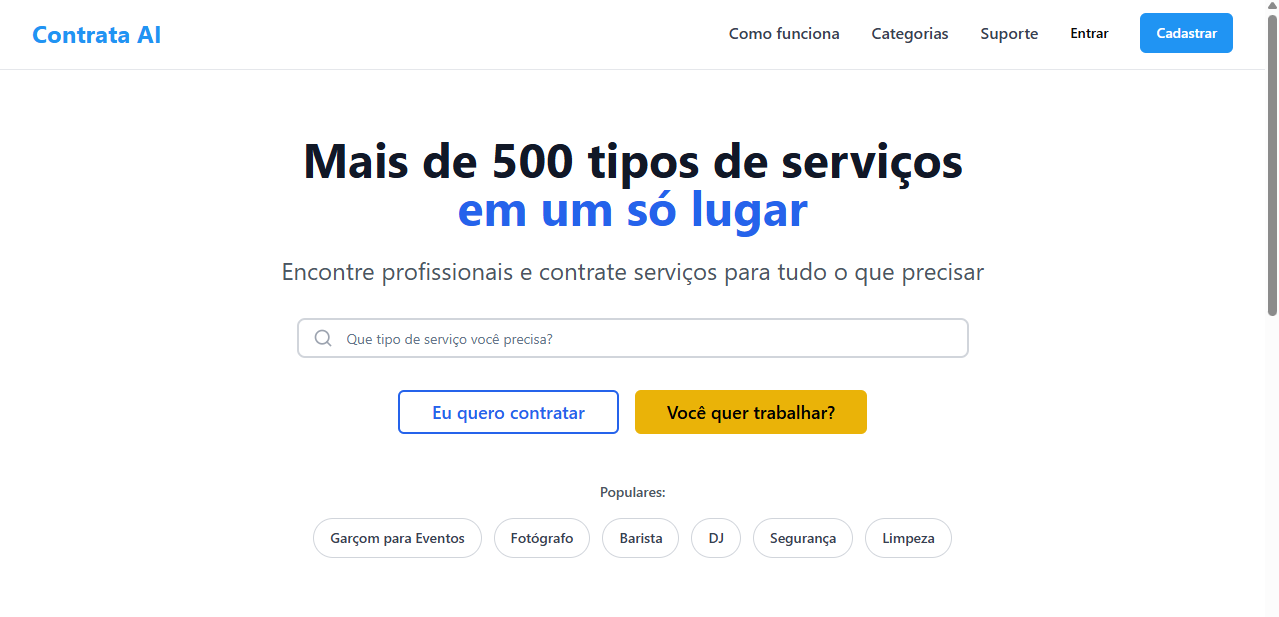 Contrata AI
Como funciona
Categorias
Suporte
Entrar
Cadastrar
Mais de 500 tipos de serviços
em um só lugar
Encontre profissionais e contrate serviços para tudo o que precisar
Que tipo de serviço você precisa?
Eu quero contratar
Você quer trabalhar?
Populares:
Garçom para Eventos
Fotógrafo
Barista
DJ
Segurança
Limpeza